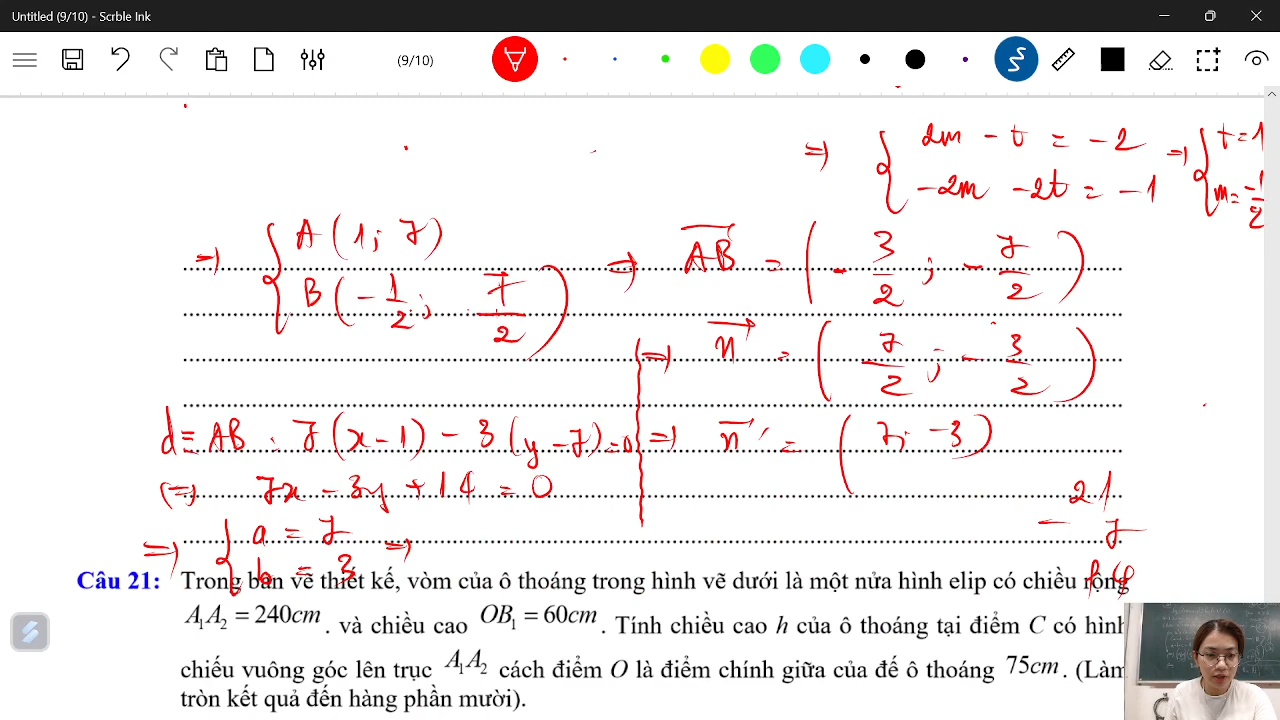 Untitled (9/10) - Scrble Ink
(9/10)
⇒ { 2m - t = -2 ⇒ { t = 1
-2m - 2t = -1 m = -1/2
⇒ { A(1; 7) ⇒ AB = (-3/2; -7/2)
B(-1/2; 7/2)
⇒ n = (7/2; -3/2)
d ≡ AB : 7(x-1) - 3(y-7) = 0 ⇒ n' = (7; -3)
⇔ 7x - 3y + 14 = 0
21
- 7
14
⇒ { a = 7 ⇒
b = 3
Câu 21: Trong bản vẽ thiết kế, vòm của ô thoáng trong hình vẽ dưới là một nửa hình elip có chiều rộng
A₁A₂ = 240cm . và chiều cao OB₁ = 60cm . Tính chiều cao h của ô thoáng tại điểm C có hình
chiếu vuông góc lên trục A₁A₂ cách điểm O là điểm chính giữa của đế ô thoáng 75cm . (Làm
tròn kết quả đến hàng phần mười).